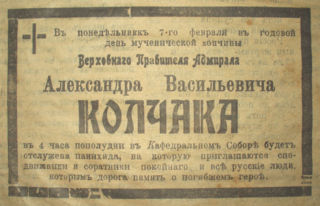 Въ понедѣльникъ 7-го февраля въ годовой
день мученической кончины
Верховнаго Правителя Адмирала
Александра Васильевича
КОЛЧАКА
въ 4 часа пополудни въ Кафедральномъ Соборѣ будетъ
отслужена панихида, на которую приглашаются спо-
движники и соратники покойнаго и всѣ русскіе люди,
которымъ дорога память о погибшемъ героѣ.